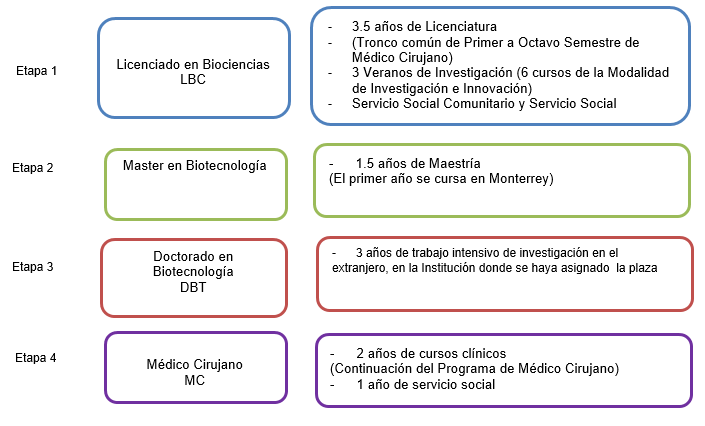 Etapa 1
Licenciado en Biociencias
LBC
- 3.5 años de Licenciatura
- (Tronco común de Primer a Octavo Semestre de
Médico Cirujano)
- 3 Veranos de Investigación (6 cursos de la Modalidad
de Investigación e Innovación)
- Servicio Social Comunitario y Servicio Social
Etapa 2
Master en Biotecnología
- 1.5 años de Maestría
(El primer año se cursa en Monterrey)
Etapa 3
Doctorado en
Biotecnología
DBT
- 3 años de trabajo intensivo de investigación en el
extranjero, en la Institución donde se haya asignado la plaza
Etapa 4
Médico Cirujano
MC
- 2 años de cursos clínicos
(Continuación del Programa de Médico Cirujano)
- 1 año de servicio social